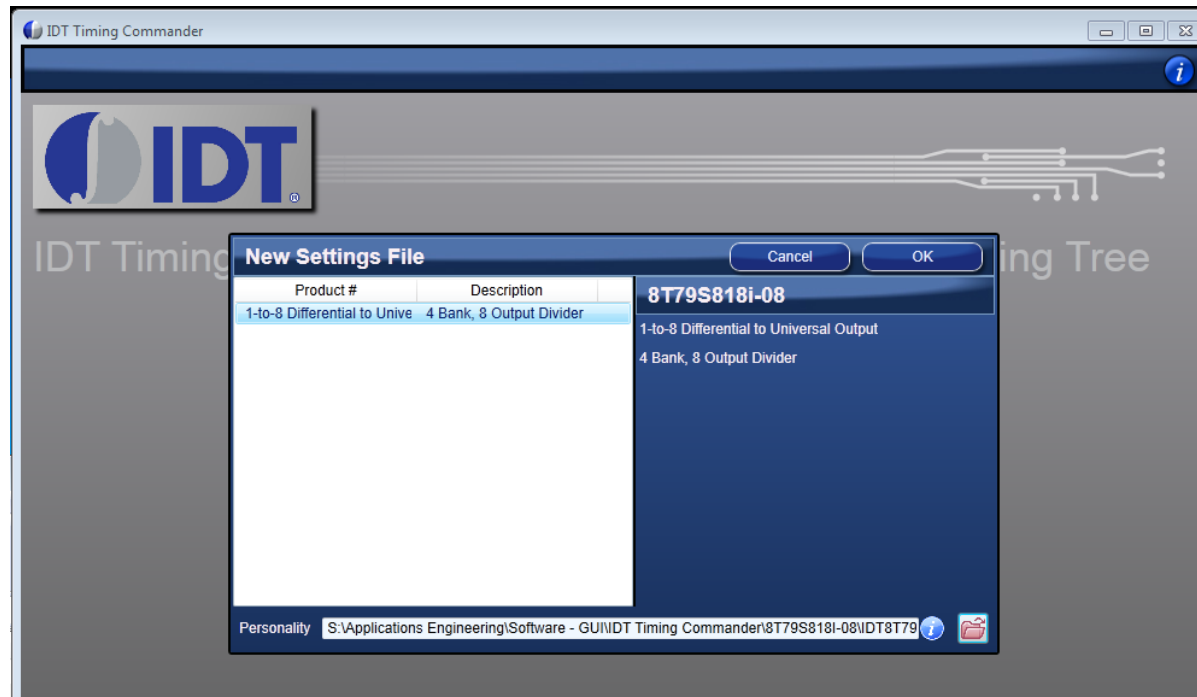 IDT Timing Commander
IDT®
IDT Timing
ing Tree
New Settings File
Cancel
OK
Product #
Description
1-to-8 Differential to Unive
4 Bank, 8 Output Divider
8T79S818i-08
1-to-8 Differential to Universal Output
4 Bank, 8 Output Divider
Personality
S:\Applications Engineering\Software - GUI\IDT Timing Commander\8T79S818I-08\IDT8T79